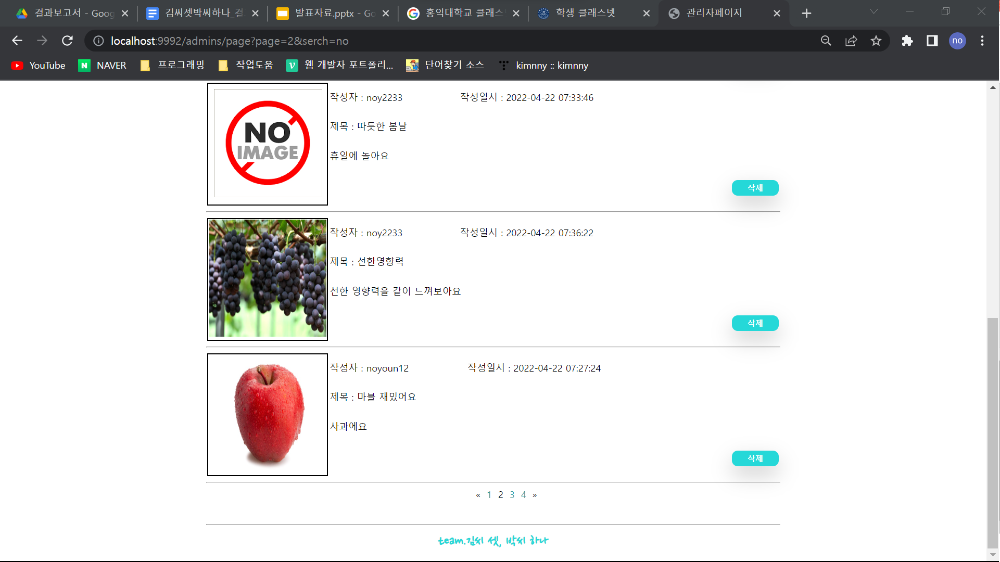 결과보고서 - Goog
김씨셋박씨하나_결
발표자료.pptx - Go
홍익대학교 클래스
학생 클래스넷
관리자페이지
localhost:9992/admins/page?page=2&serch=no
no
YouTube
NAVER
프로그래밍
작업도움
웹 개발자 포트폴리...
단어찾기 소스
kimnny :: kimnny
NO
IMAGE
작성자 : noy2233 작성일시 : 2022-04-22 07:33:46
제목 : 따듯한 봄날
휴일에 놀아요
삭제
작성자 : noy2233 작성일시 : 2022-04-22 07:36:22
제목 : 선한영향력
선한 영향력을 같이 느껴보아요
삭제
작성자 : noyoun12 작성일시 : 2022-04-22 07:27:24
제목 : 마블 재밌어요
사과에요
삭제
« 1 2 3 4 »
team.김씨 셋, 박씨 하나